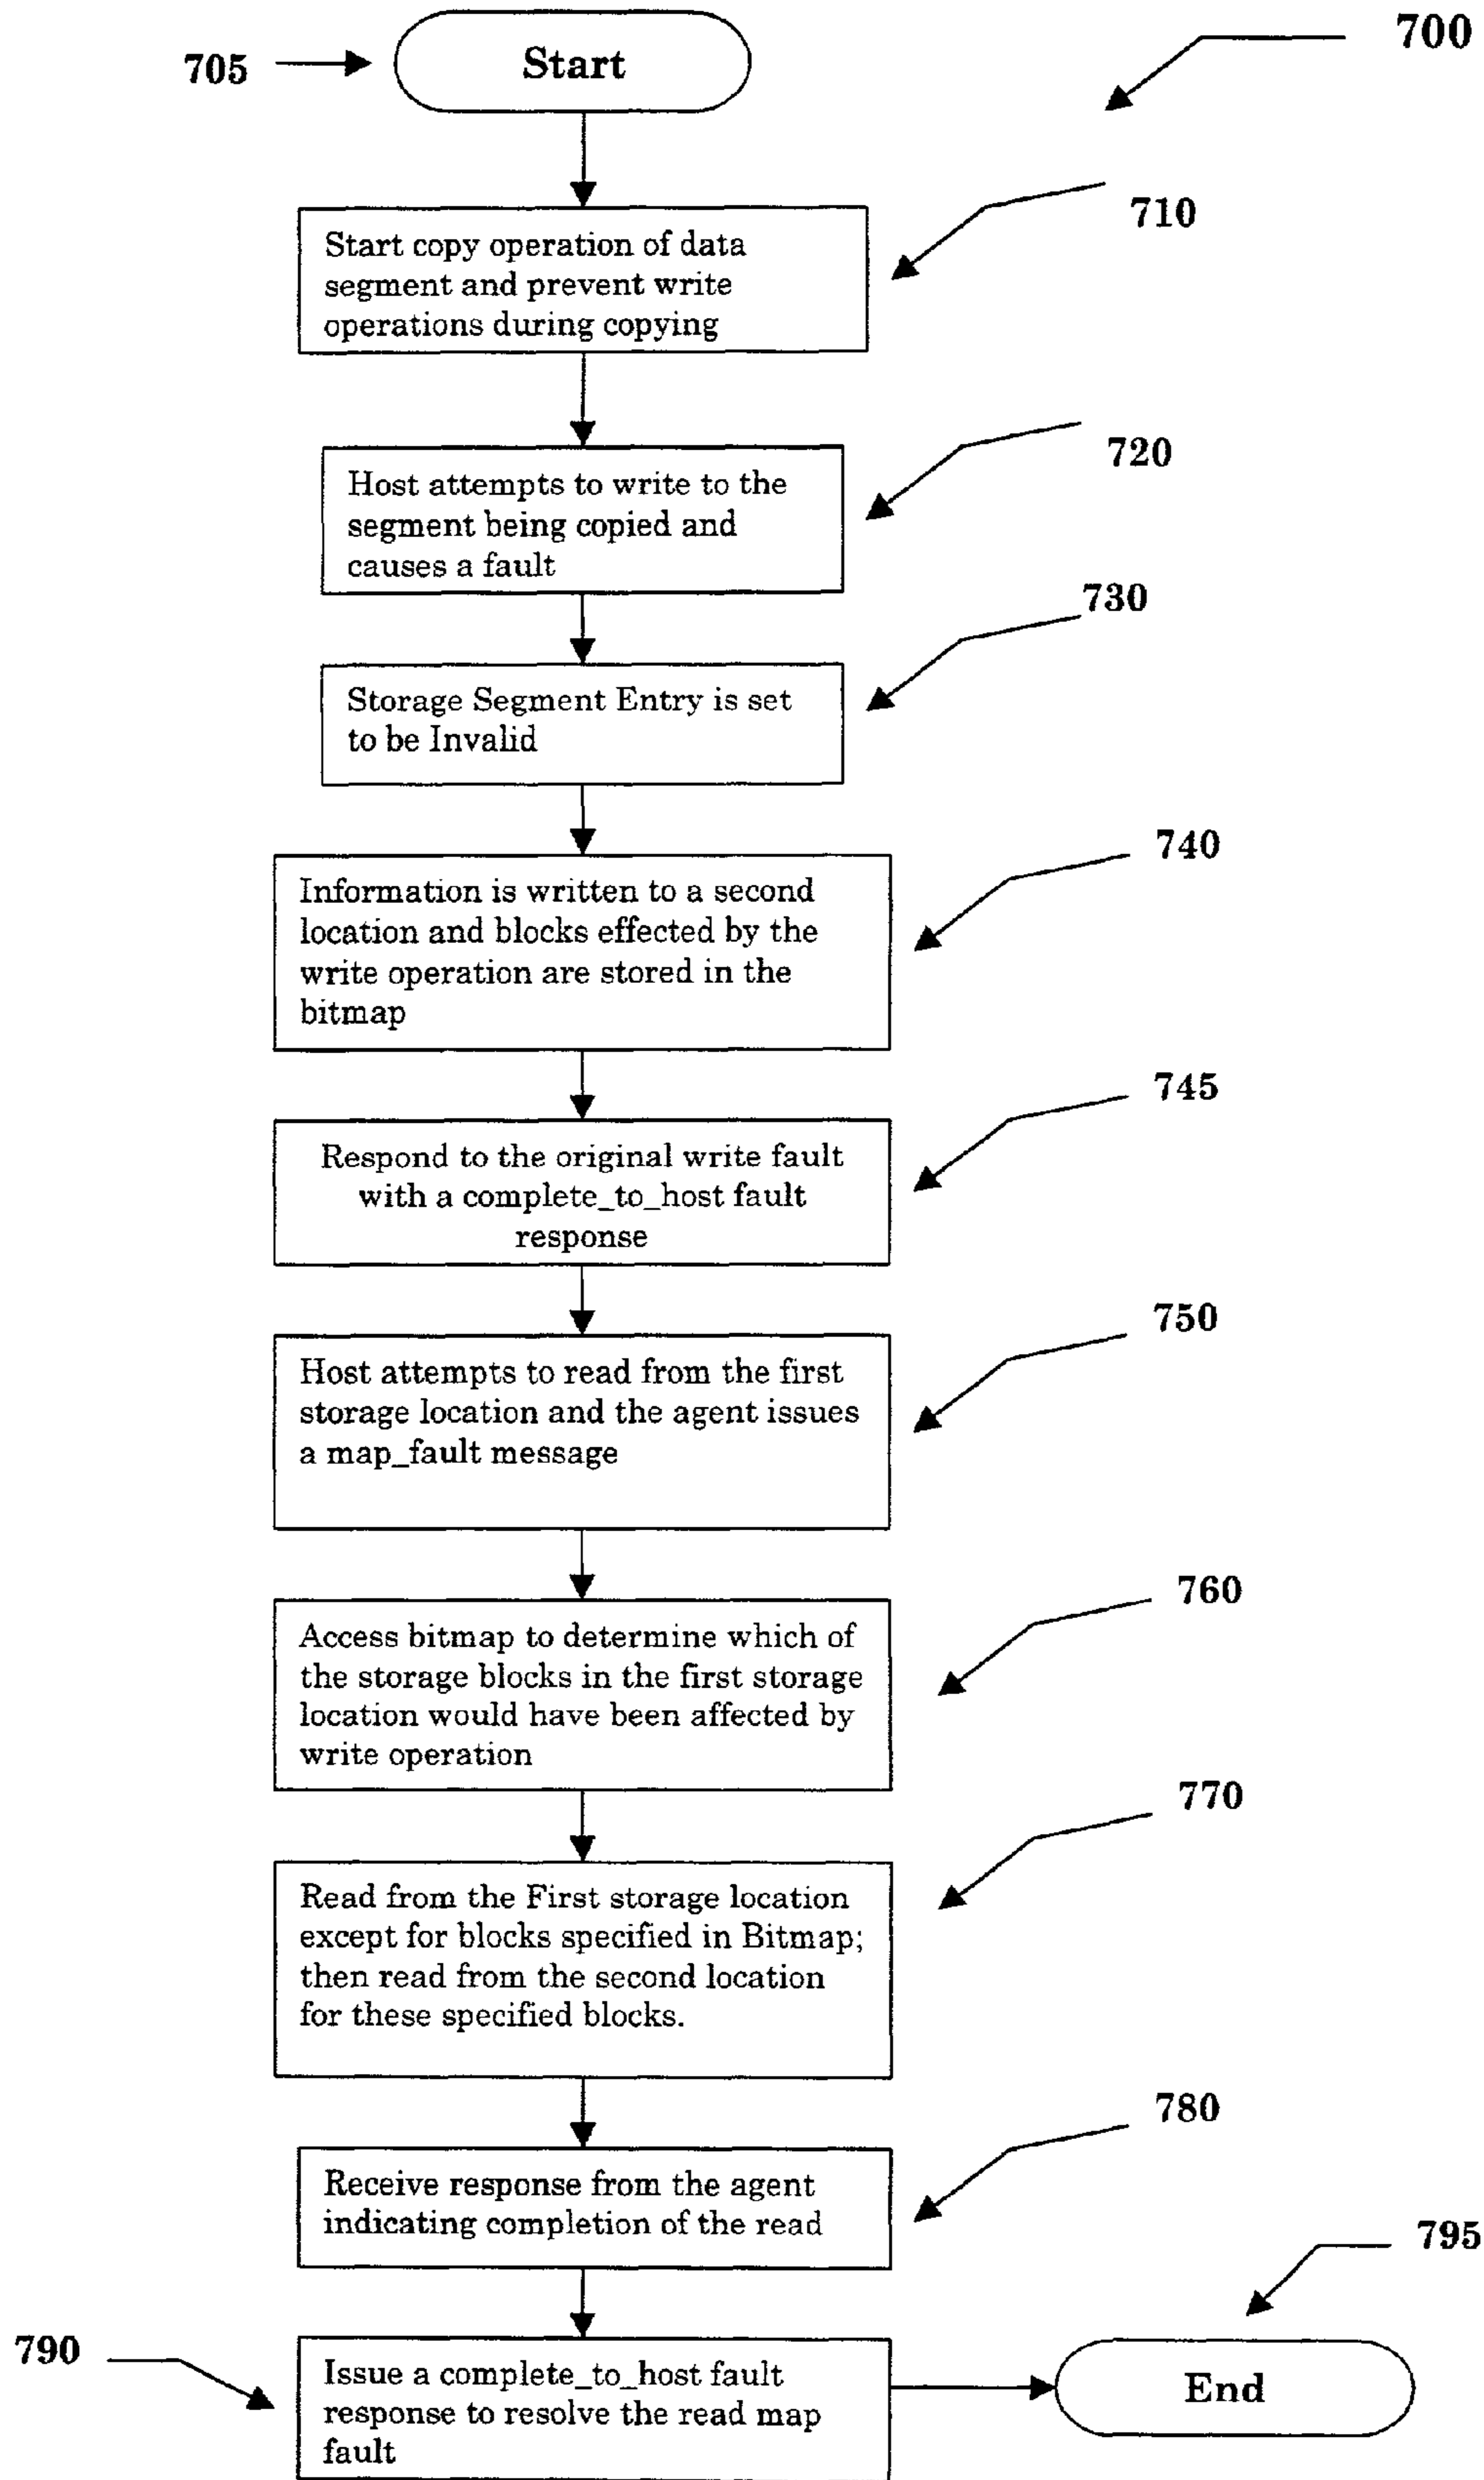 700
705
Start
710
Start copy operation of data
segment and prevent write
operations during copying
720
Host attempts to write to the
segment being copied and
causes a fault
730
Storage Segment Entry is set
to be Invalid
740
Information is written to a second
location and blocks effected by the
write operation are stored in the
bitmap
745
Respond to the original write fault
with a complete_to_host fault
response
750
Host attempts to read from the first
storage location and the agent issues
a map_fault message
760
Access bitmap to determine which of
the storage blocks in the first storage
location would have been affected by
write operation
770
Read from the First storage location
except for blocks specified in Bitmap;
then read from the second location
for these specified blocks.
780
Receive response from the agent
indicating completion of the read
795
790
Issue a complete_to_host fault
response to resolve the read map
fault
End